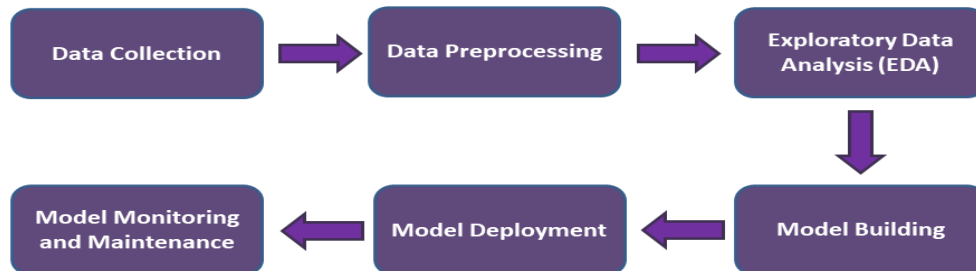 Data Collection
Data Preprocessing
Exploratory Data
Analysis (EDA)
Model Monitoring
and Maintenance
Model Deployment
Model Building